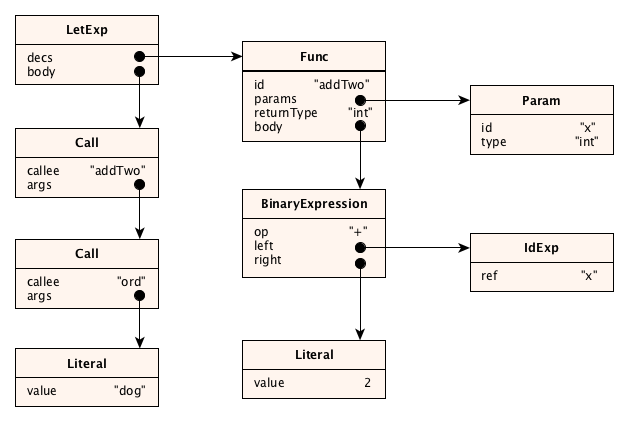 LetExp
decs
body
Func
id "addTwo"
params
returnType "int"
body
Param
id "x"
type "int"
Call
callee "addTwo"
args
BinaryExpression
op "+"
left
right
IdExp
ref "x"
Call
callee "ord"
args
Literal
value "dog"
Literal
value 2